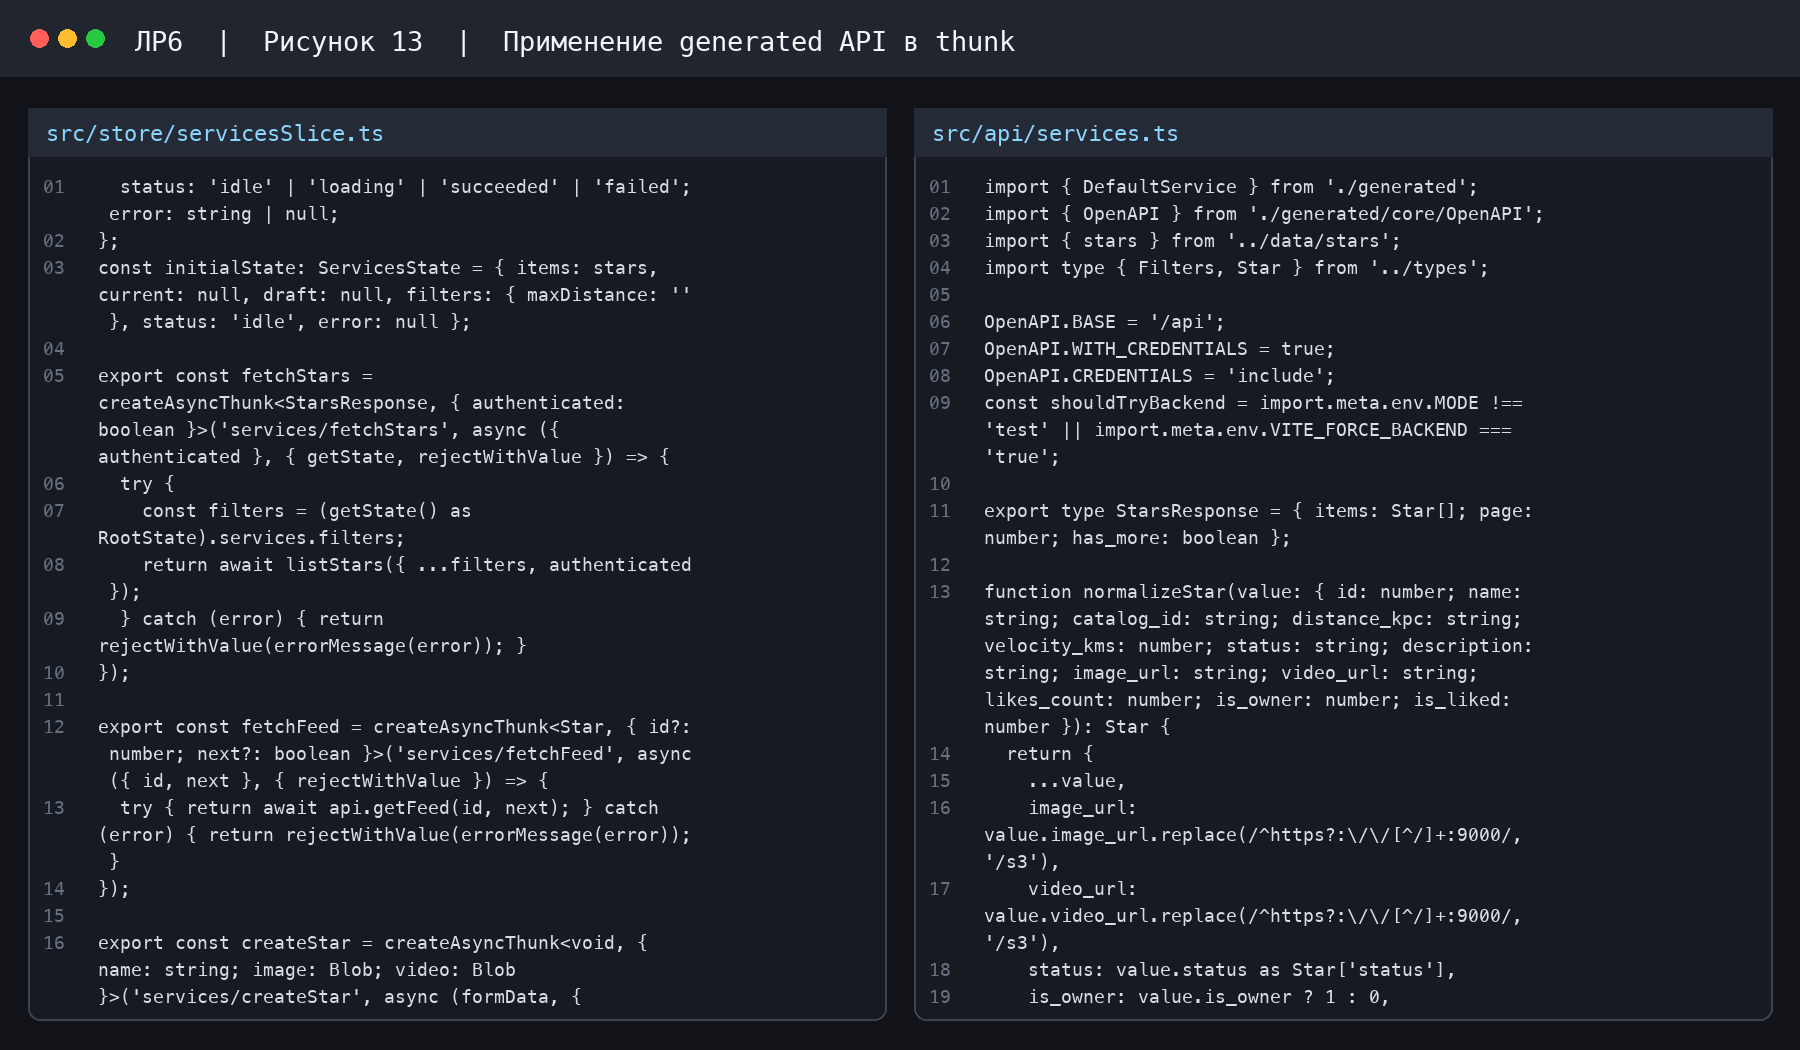 ЛР6 | Рисунок 13 | Применение generated API в thunk
src/store/servicesSlice.ts
01 status: 'idle' | 'loading' | 'succeeded' | 'failed';
error: string | null;
02 };
03 const initialState: ServicesState = { items: stars,
current: null, draft: null, filters: { maxDistance: ''
}, status: 'idle', error: null };
04
05 export const fetchStars =
createAsyncThunk<StarsResponse, { authenticated:
boolean }>('services/fetchStars', async ({
authenticated }, { getState, rejectWithValue }) => {
06 try {
07 const filters = (getState() as
RootState).services.filters;
08 return await listStars({ ...filters, authenticated
});
09 } catch (error) { return
rejectWithValue(errorMessage(error)); }
10 });
11
12 export const fetchFeed = createAsyncThunk<Star, { id?:
number; next?: boolean }>('services/fetchFeed', async
({ id, next }, { rejectWithValue }) => {
13 try { return await api.getFeed(id, next); } catch
(error) { return rejectWithValue(errorMessage(error));
}
14 });
15
16 export const createStar = createAsyncThunk<void, {
name: string; image: Blob; video: Blob
}>('services/createStar', async (formData, {
src/api/services.ts
01 import { DefaultService } from './generated';
02 import { OpenAPI } from './generated/core/OpenAPI';
03 import { stars } from '../data/stars';
04 import type { Filters, Star } from '../types';
05
06 OpenAPI.BASE = '/api';
07 OpenAPI.WITH_CREDENTIALS = true;
08 OpenAPI.CREDENTIALS = 'include';
09 const shouldTryBackend = import.meta.env.MODE !==
'test' || import.meta.env.VITE_FORCE_BACKEND ===
'true';
10
11 export type StarsResponse = { items: Star[]; page:
number; has_more: boolean };
12
13 function normalizeStar(value: { id: number; name:
string; catalog_id: string; distance_kpc: string;
velocity_kms: number; status: string; description:
string; image_url: string; video_url: string;
likes_count: number; is_owner: number; is_liked:
number }): Star {
14 return {
15 ...value,
16 image_url:
value.image_url.replace(/^https?:\/\/[^/]+:9000/,
'/s3'),
17 video_url:
value.video_url.replace(/^https?:\/\/[^/]+:9000/,
'/s3'),
18 status: value.status as Star['status'],
19 is_owner: value.is_owner ? 1 : 0,